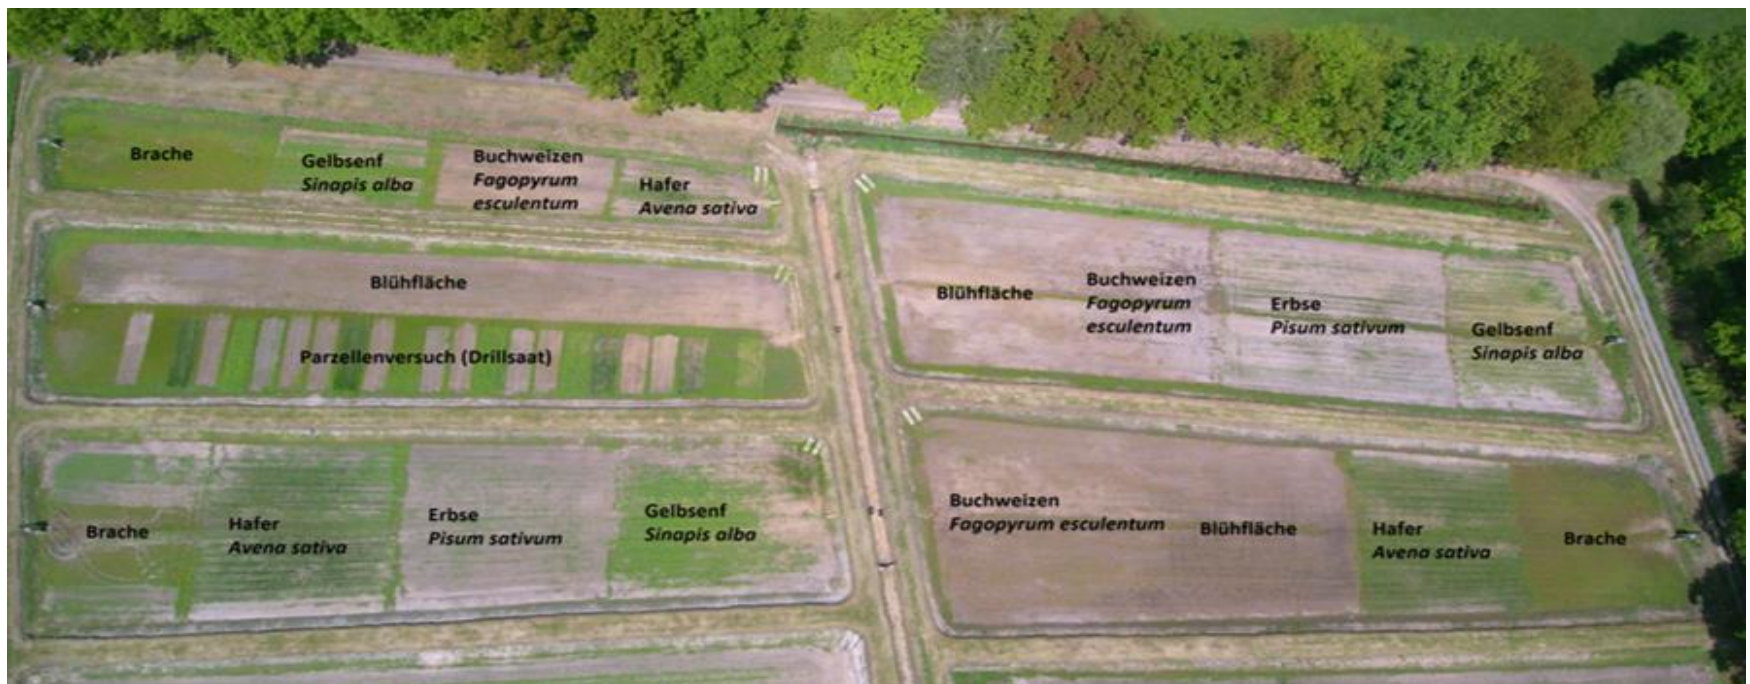 Brache
Gelbsenf
Sinapis alba
Buchweizen
Fagopyrum
esculentum
Hafer
Avena sativa
Blühfläche
Parzellenversuch (Drillsaat)
Brache
Hafer
Avena sativa
Erbse
Pisum sativum
Gelbsenf
Sinapis alba
Blühfläche
Buchweizen
Fagopyrum
esculentum
Erbse
Pisum sativum
Gelbsenf
Sinapis alba
Buchweizen
Fagopyrum esculentum
Blühfläche
Hafer
Avena sativa
Brache